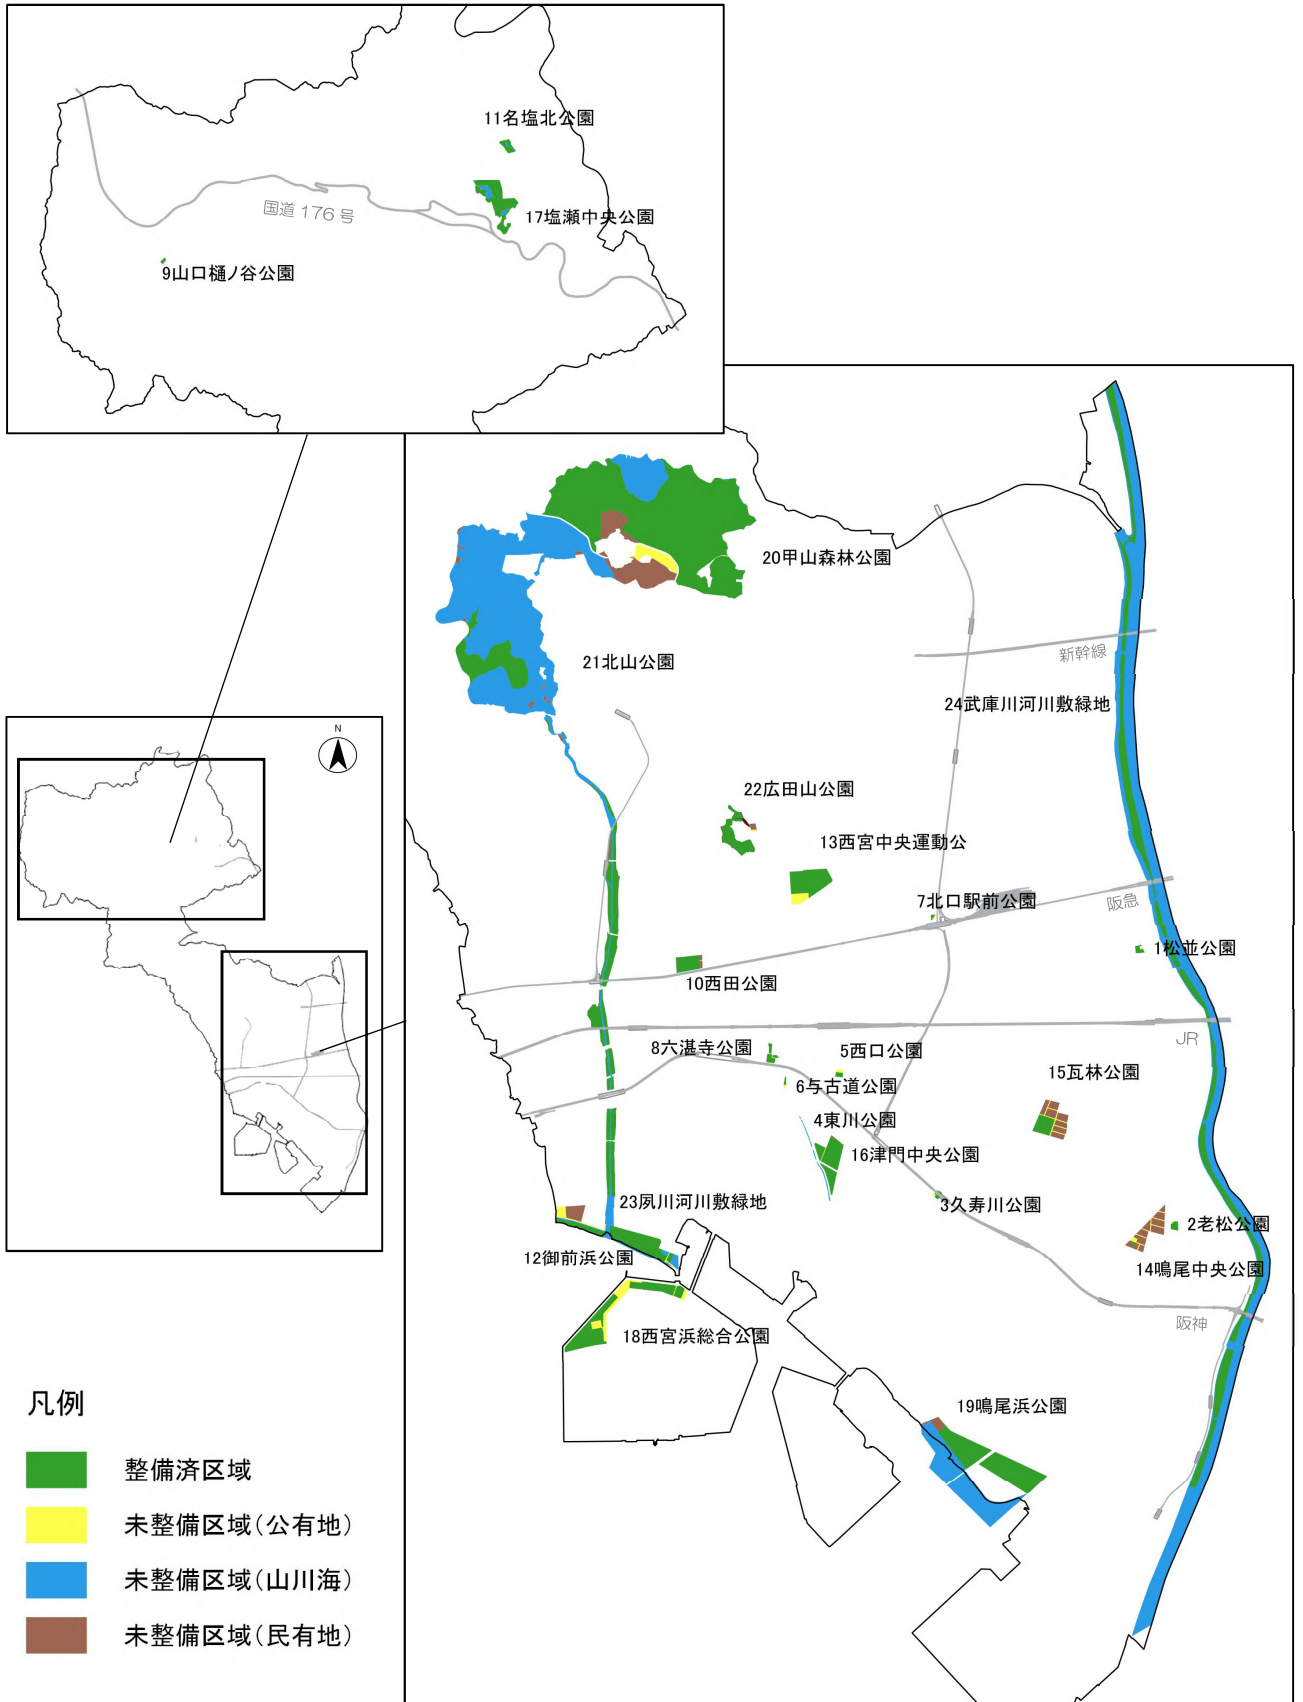 11名塩北公園
国道 176 号
17塩瀬中央公園
9山口樋ノ谷公園
20甲山森林公園
21北山公園
新幹線
24武庫川河川敷緑地
N
22広田山公園
13西宮中央運動公
7北口駅前公園
阪急
1松並公園
10西田公園
JR
8六湛寺公園
5西口公園
15瓦林公園
6与古道公園
4東川公園
16津門中央公園
23夙川河川敷緑地
3久寿川公園
2老松公園
12御前浜公園
14鳴尾中央公園
阪神
18西宮浜総合公園
19鳴尾浜公園
凡例
整備済区域
未整備区域(公有地)
未整備区域(山川海)
未整備区域(民有地)